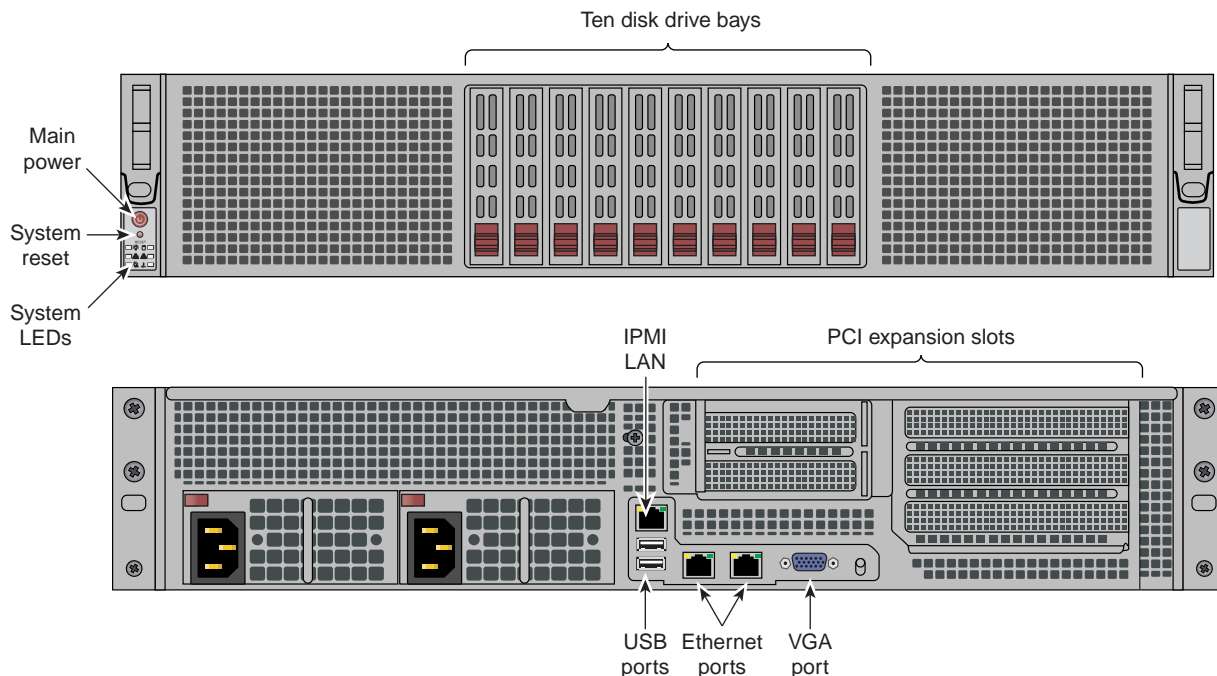 Ten disk drive bays
Main
power
System
reset
RESET
System
LEDs
IPMI
LAN
PCI expansion slots
USB
ports
Ethernet
ports
VGA
port